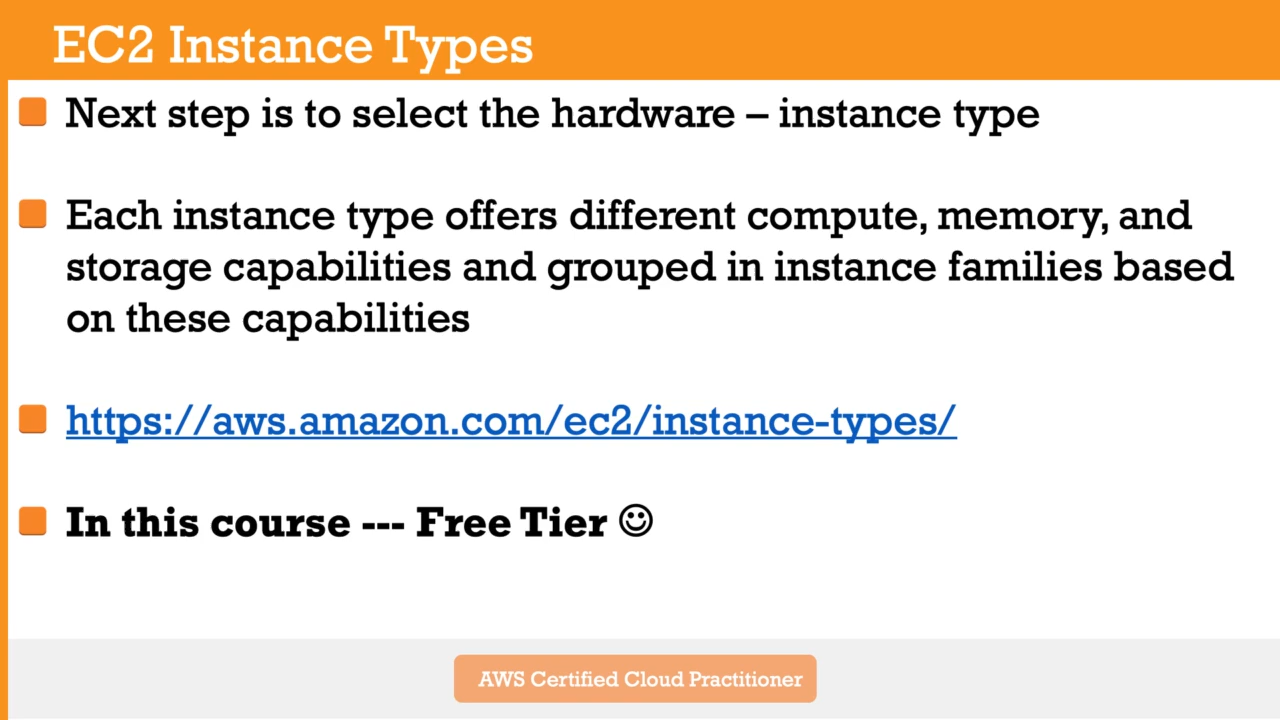 EC2 Instance Types
Next step is to select the hardware – instance type
Each instance type offers different compute, memory, and
storage capabilities and grouped in instance families based
on these capabilities
https://aws.amazon.com/ec2/instance-types/
In this course --- Free Tier ☺
AWS Certified Cloud Practitioner